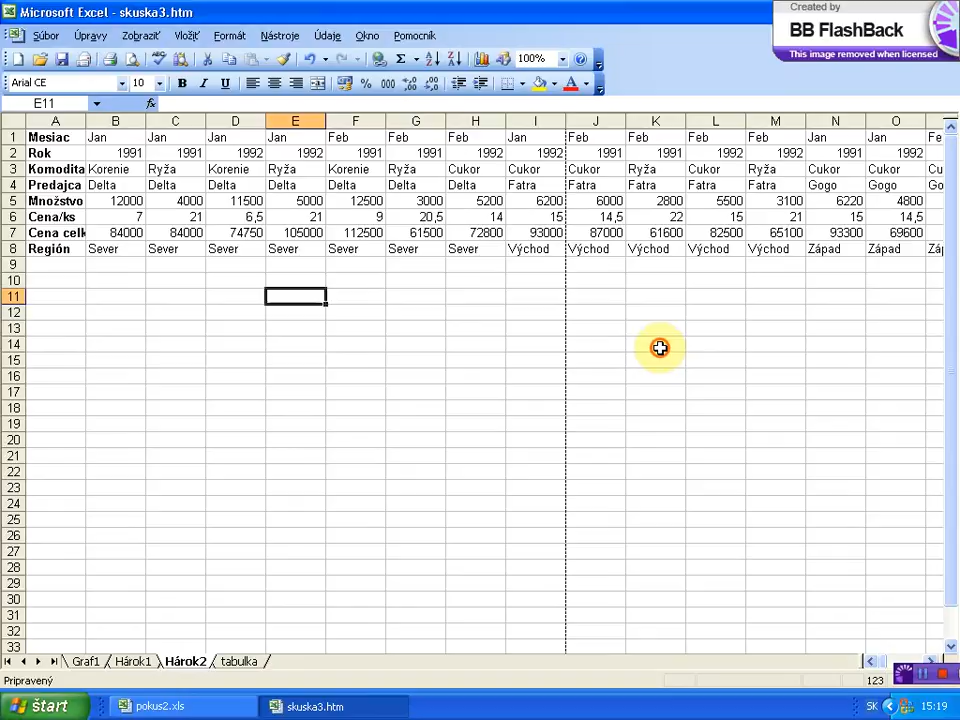 Microsoft Excel - skuska3.htm
Created by
BB FlashBack
This image removed when licensed
Súbor Úpravy Zobraziť Vložiť Formát Nástroje Údaje Okno Pomocník
100%
Arial CE 10 B I U % 000
E11 fx
A B C D E F G H I J K L M N O
1 Mesiac Jan Jan Jan Jan Feb Feb Feb Jan Feb Feb Feb Feb Jan Jan Fe
2 Rok 1991 1991 1992 1992 1991 1991 1992 1992 1991 1991 1992 1992 1991 1992
3 Komodita Korenie Ryža Korenie Ryža Korenie Ryža Cukor Cukor Cukor Ryža Cukor Ryža Cukor Cukor Cu
4 Predajca Delta Delta Delta Delta Delta Delta Delta Fatra Fatra Fatra Fatra Fatra Gogo Gogo Go
5 Množstvo 12000 4000 11500 5000 12500 3000 5200 6200 6000 2800 5500 3100 6220 4800
6 Cena/ks 7 21 6,5 21 9 20,5 14 15 14,5 22 15 21 15 14,5
7 Cena celk 84000 84000 74750 105000 112500 61500 72800 93000 87000 61600 82500 65100 93300 69600
8 Región Sever Sever Sever Sever Sever Sever Sever Východ Východ Východ Východ Východ Západ Západ Záp
9
10
11
12
13
14
15
16
17
18
19
20
21
22
23
24
25
26
27
28
29
30
31
32
33
Graf1 Hárok1 Hárok2 tabulka
Pripravený 123
štart pokus2.xls skuska3.htm SK 15:19